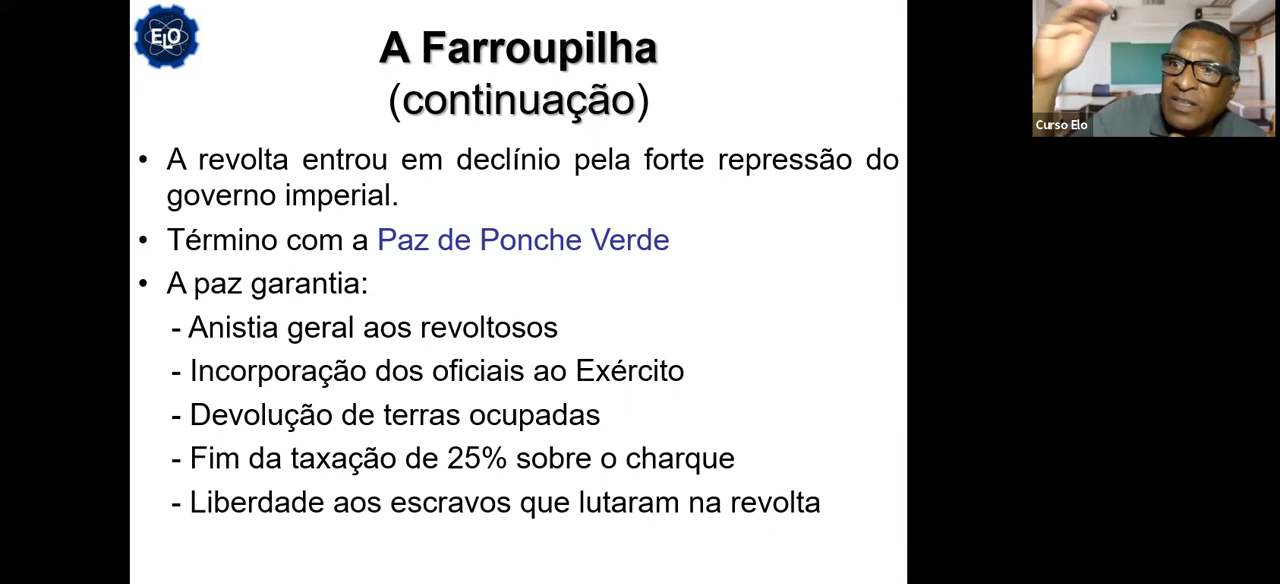 ELO
A Farroupilha
(continuação)
• A revolta entrou em declínio pela forte repressão do
governo imperial.
• Término com a Paz de Ponche Verde
• A paz garantia:
- Anistia geral aos revoltosos
- Incorporação dos oficiais ao Exército
- Devolução de terras ocupadas
- Fim da taxação de 25% sobre o charque
- Liberdade aos escravos que lutaram na revolta
Curso Elo